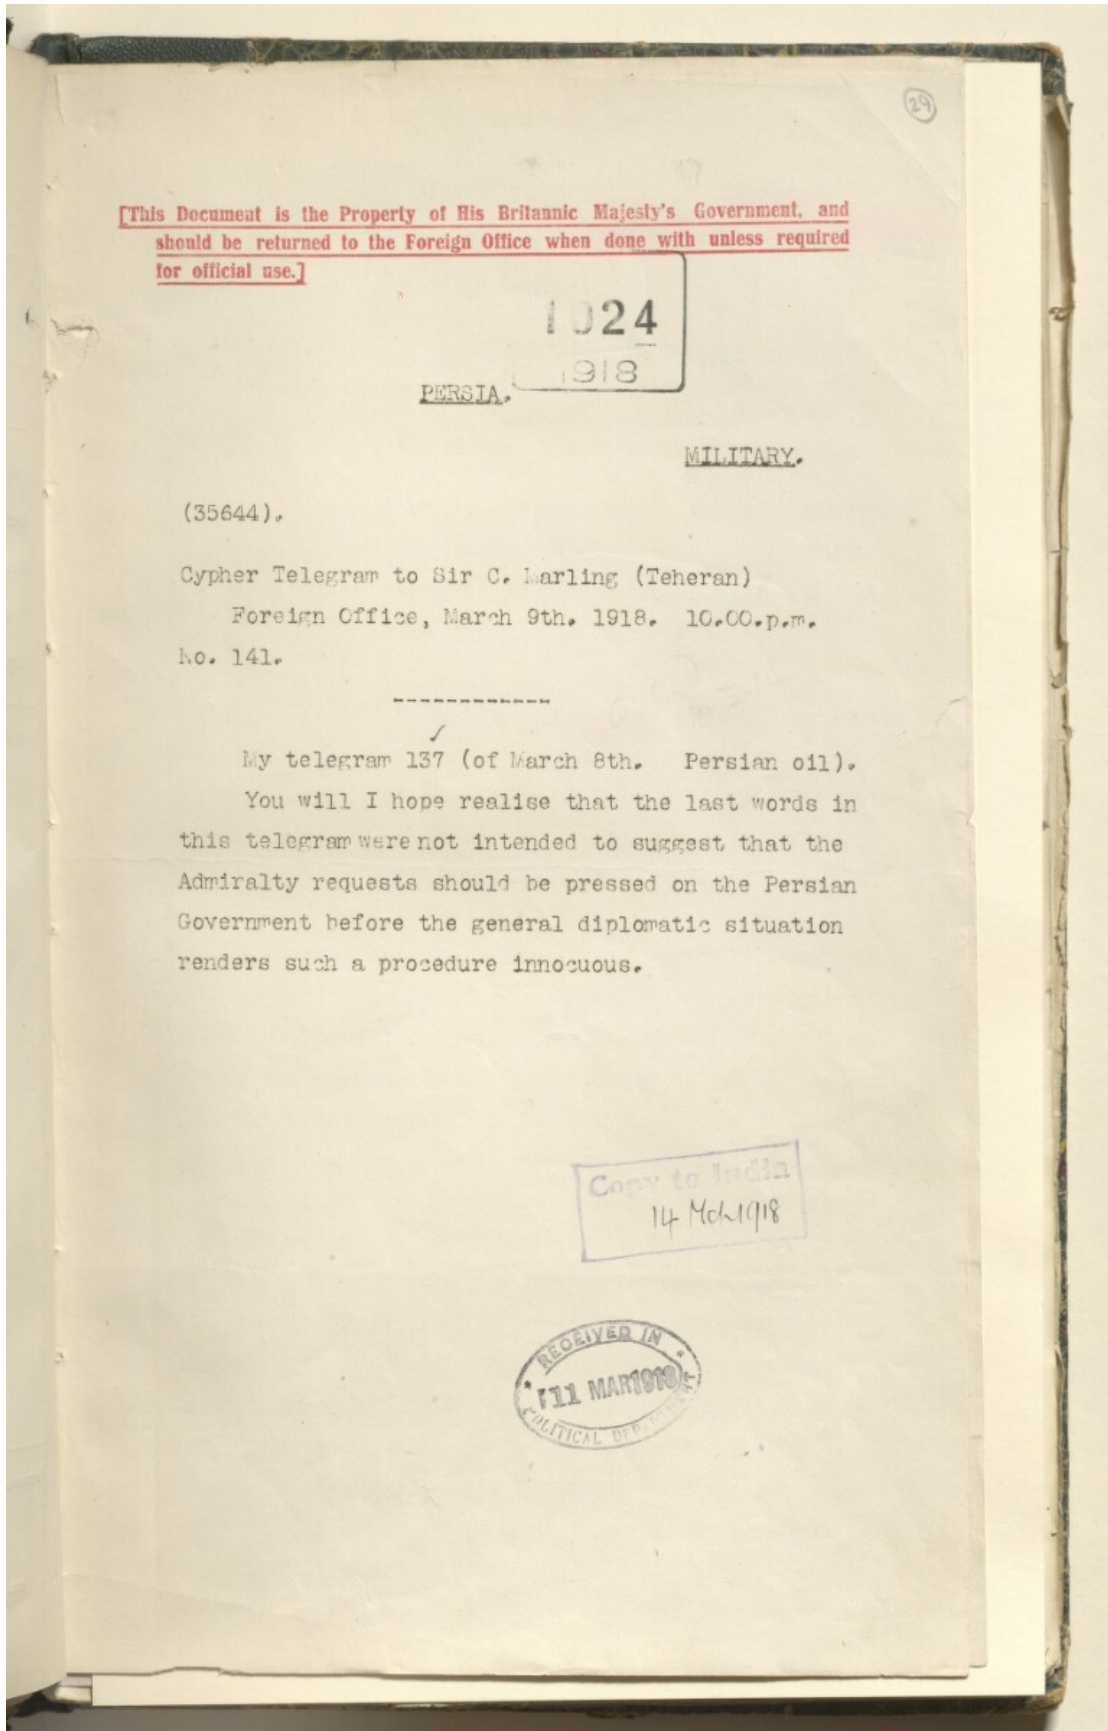 29
[This Document is the Property of His Britannic Majesty's Government, and
should be returned to the Foreign Office when done with unless required
for official use.]
1024
1918
PERSIA.
MILITARY.
(35644).
Cypher Telegram to Sir C. Marling (Teheran)
Foreign Office, March 9th. 1918. 10.00.p.m.
No. 141.
-------------
My telegram 137 (of March 8th. Persian oil).
You will I hope realise that the last words in
this telegram were not intended to suggest that the
Admiralty requests should be pressed on the Persian
Government before the general diplomatic situation
renders such a procedure innocuous.
Copy to India
14 Mch 1918
RECEIVED IN
11 MAR 1918
POLITICAL DEPARTMENT